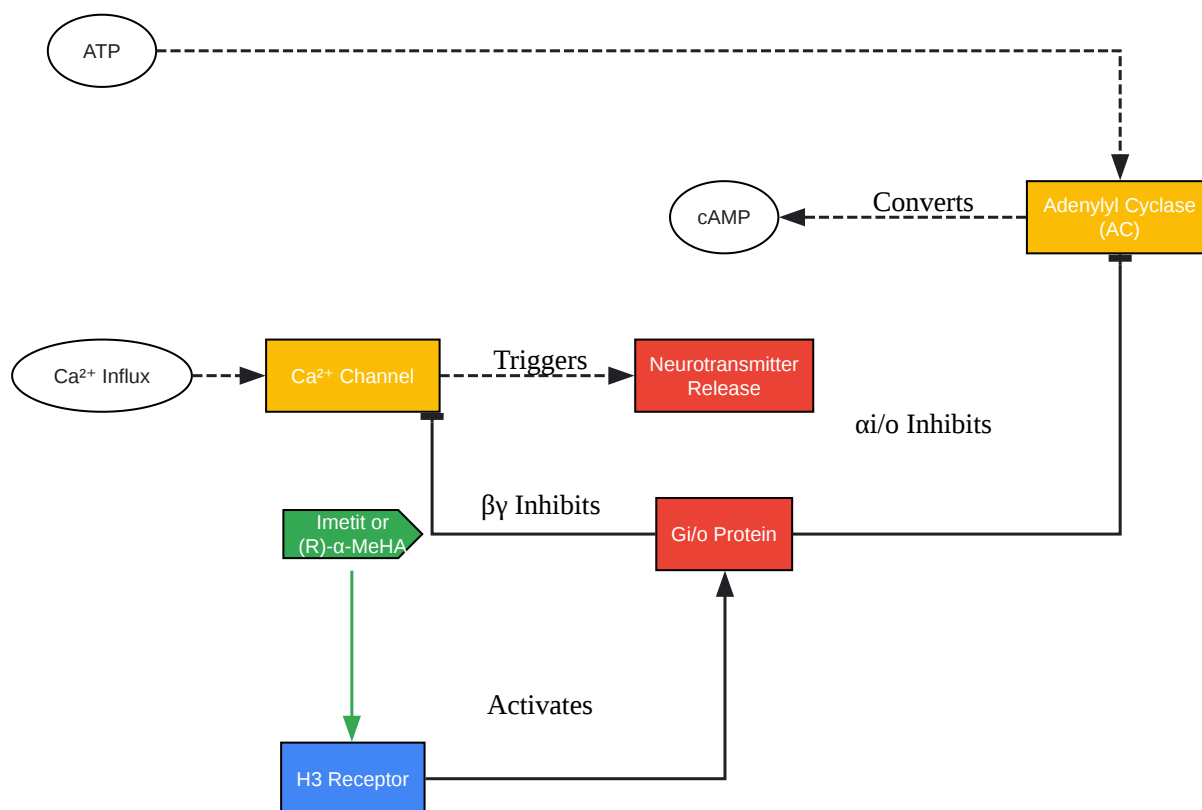 ATP
Converts
cAMP
Adenylyl Cyclase
(AC)
Triggers
Ca²⁺ Influx
Ca²⁺ Channel
Neurotransmitter
Release
αi/o Inhibits
βγ Inhibits
Imetit or
(R)-α-MeHA
Gi/o Protein
Activates
H3 Receptor